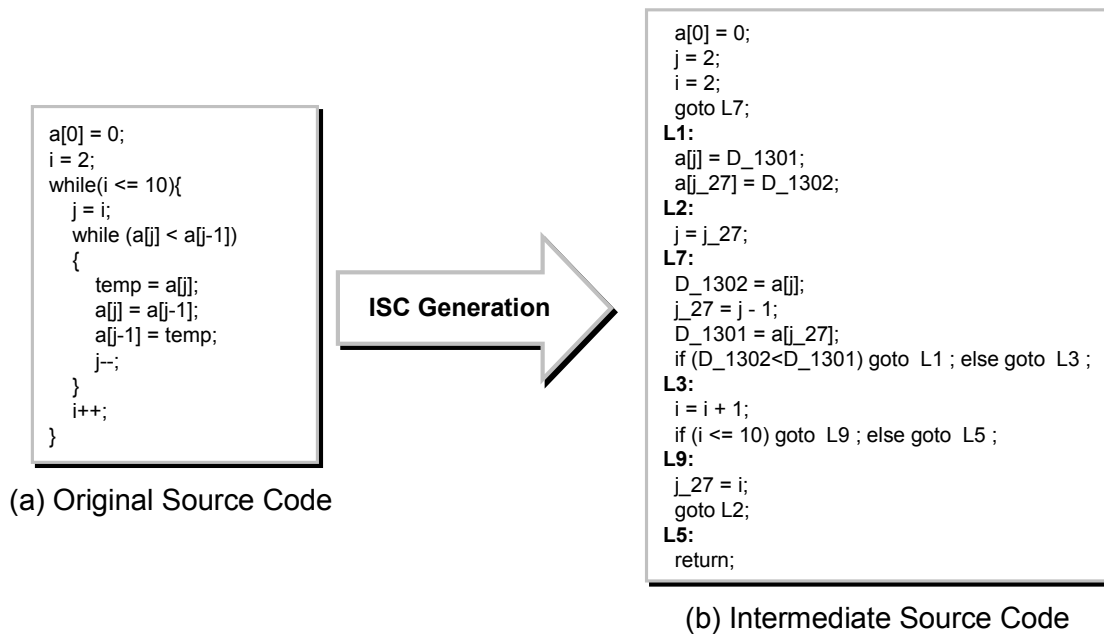 a[0] = 0;
i = 2;
while(i <= 10){
j = i;
while (a[j] < a[j-1])
{
temp = a[j];
a[j] = a[j-1];
a[j-1] = temp;
j--;
}
i++;
}
(a) Original Source Code
ISC Generation
a[0] = 0;
j = 2;
i = 2;
goto L7;
L1:
a[j] = D_1301;
a[j_27] = D_1302;
L2:
j = j_27;
L7:
D_1302 = a[j];
j_27 = j - 1;
D_1301 = a[j_27];
if (D_1302<D_1301) goto L1 ; else goto L3 ;
L3:
i = i + 1;
if (i <= 10) goto L9 ; else goto L5 ;
L9:
j_27 = i;
goto L2;
L5:
return;
(b) Intermediate Source Code